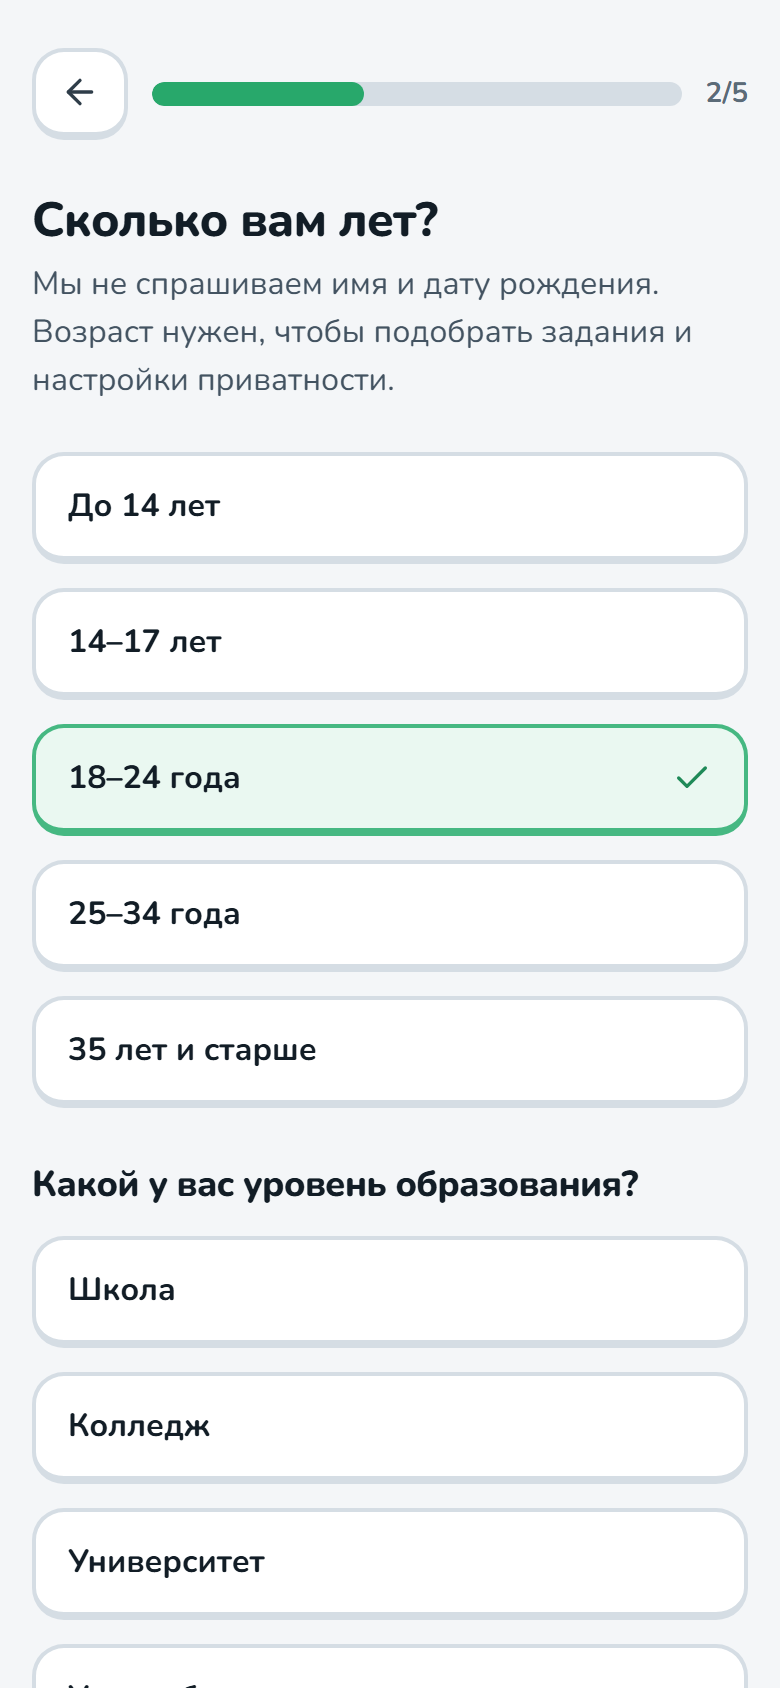 2/5
Сколько вам лет?
Мы не спрашиваем имя и дату рождения.
Возраст нужен, чтобы подобрать задания и
настройки приватности.
До 14 лет
14–17 лет
18–24 года
25–34 года
35 лет и старше
Какой у вас уровень образования?
Школа
Колледж
Университет